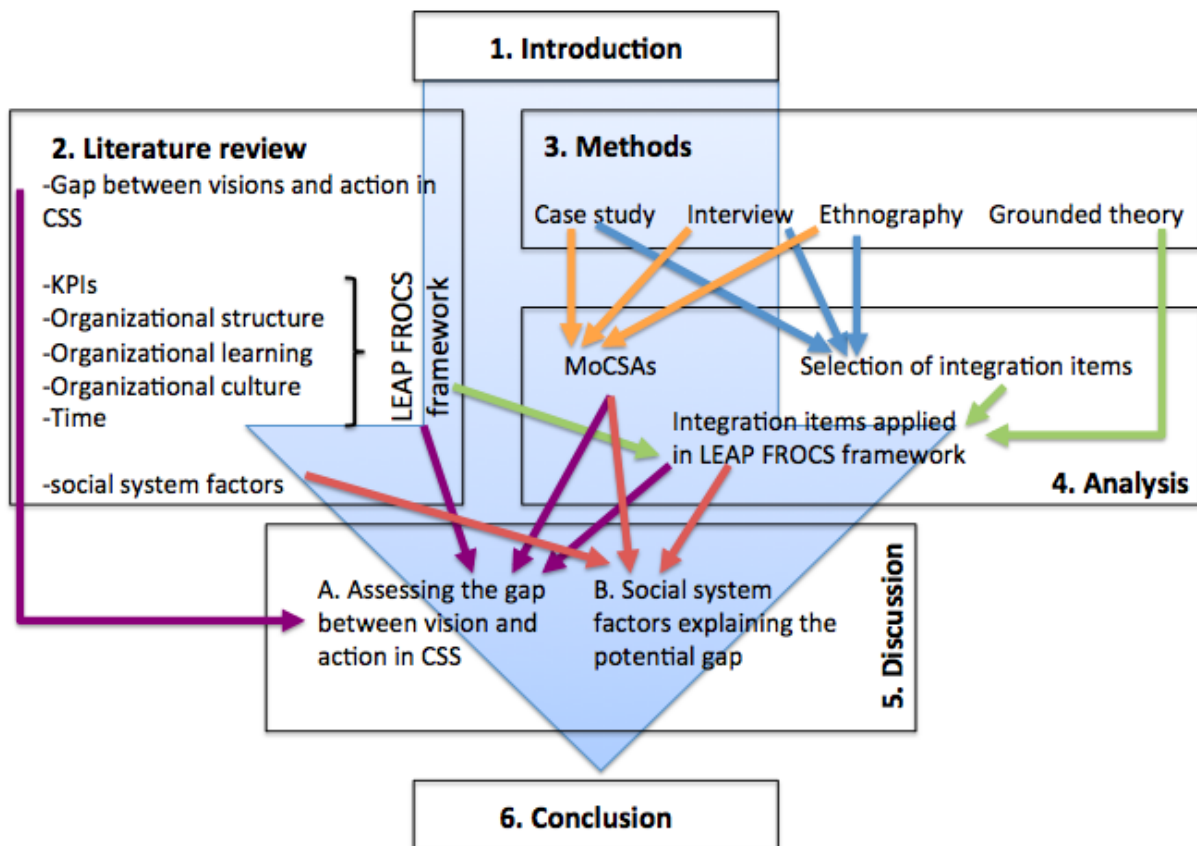 1. Introduction
2. Literature review
-Gap between visions and action in
CSS
-KPIs
-Organizational structure
-Organizational learning
-Organizational culture
-Time
-social system factors
LEAP FROCS
framework
3. Methods
Case study
Interview
Ethnography
Grounded theory
MoCSAs
Selection of integration items
Integration items applied
in LEAP FROCS framework
4. Analysis
A. Assessing the gap
between vision and
action in CSS
B. Social system
factors explaining the
potential gap
5. Discussion
6. Conclusion